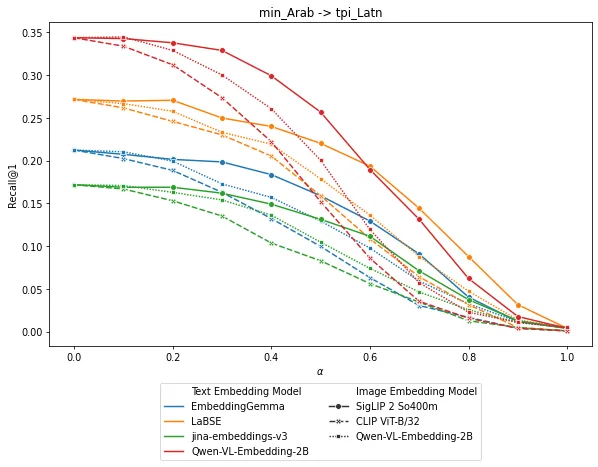 min_Arab -> tpi_Latn
Recall@1
0.35
0.30
0.25
0.20
0.15
0.10
0.05
0.00
0.0 0.2 0.4 0.6 0.8 1.0
α
Text Embedding Model
EmbeddingGemma
LaBSE
jina-embeddings-v3
Qwen-VL-Embedding-2B
Image Embedding Model
SigLIP 2 So400m
CLIP ViT-B/32
Qwen-VL-Embedding-2B